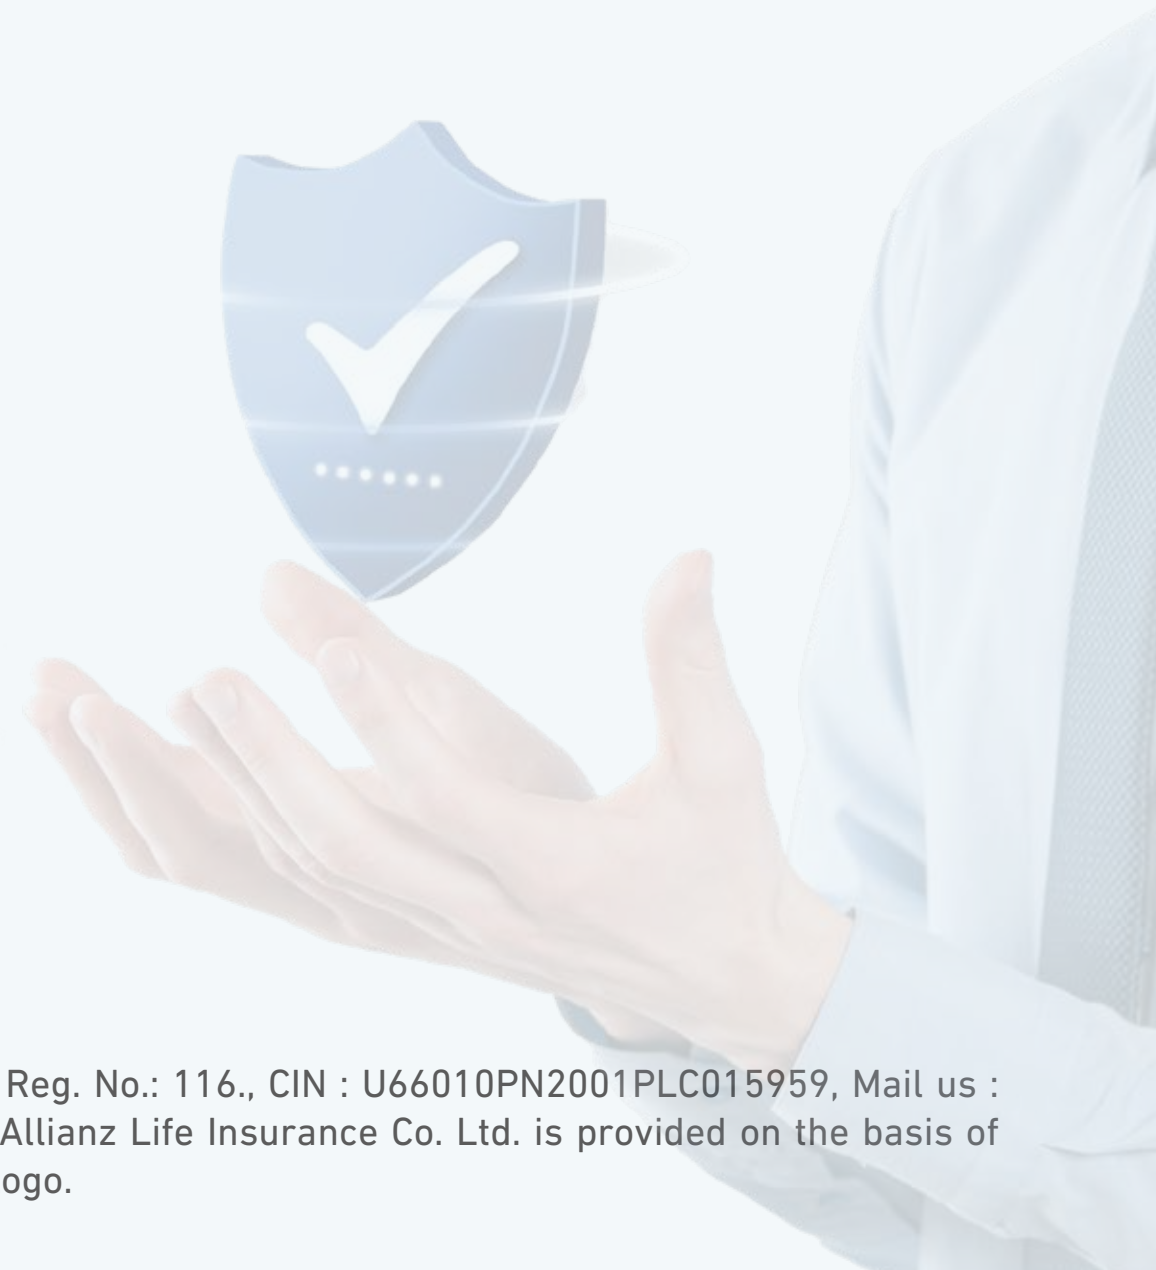 Reg. No.: 116., CIN : U66010PN2001PLC015959, Mail us :
Allianz Life Insurance Co. Ltd. is provided on the basis of
ogo.